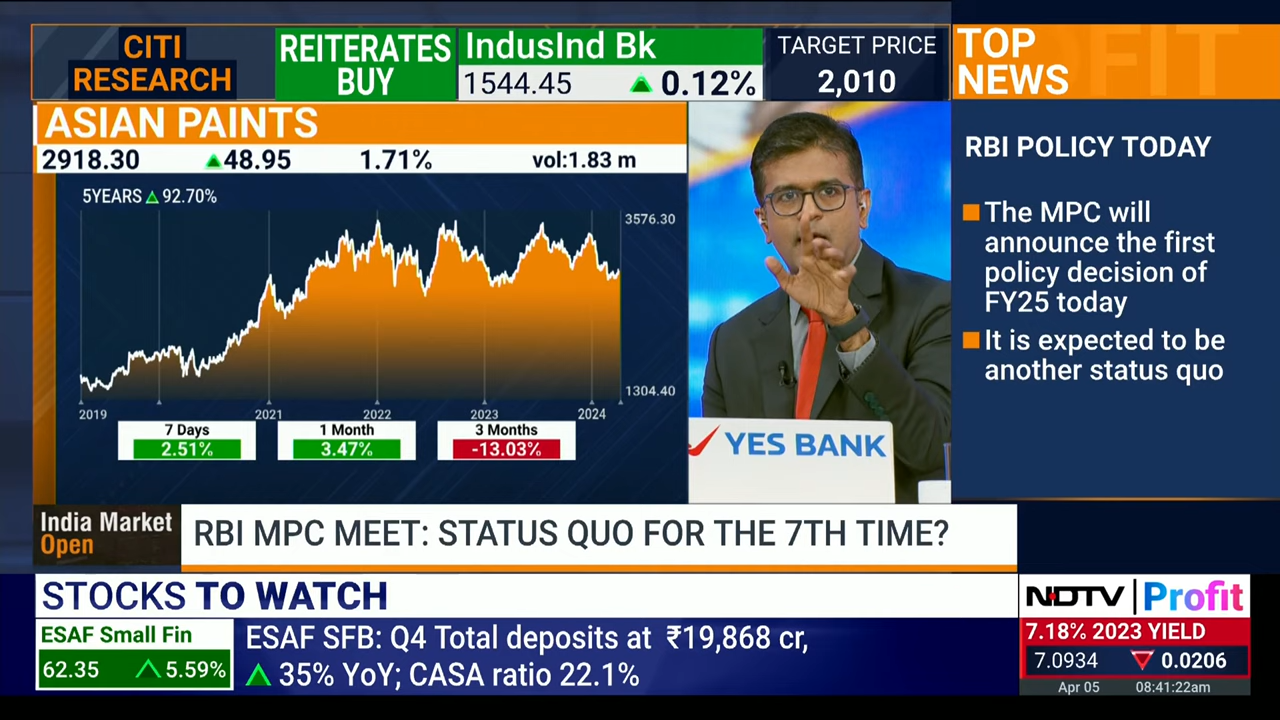 CITI
RESEARCH
REITERATES
BUY
IndusInd Bk
1544.45 0.12%
TARGET PRICE
2,010
TOP
NEWS
ASIAN PAINTS
2918.30 48.95 1.71% vol:1.83 m
5YEARS 92.70%
3576.30
1304.40
2019 2021 2022 2023 2024
7 Days
2.51%
1 Month
3.47%
3 Months
-13.03%
YES BANK
RBI POLICY TODAY
The MPC will
announce the first
policy decision of
FY25 today
It is expected to be
another status quo
India Market
Open
RBI MPC MEET: STATUS QUO FOR THE 7TH TIME?
STOCKS TO WATCH
ESAF Small Fin
62.35 5.59%
ESAF SFB: Q4 Total deposits at ₹19,868 cr,
35% YoY; CASA ratio 22.1%
NDTV Profit
7.18% 2023 YIELD
7.0934 0.0206
Apr 05 08:41:22am